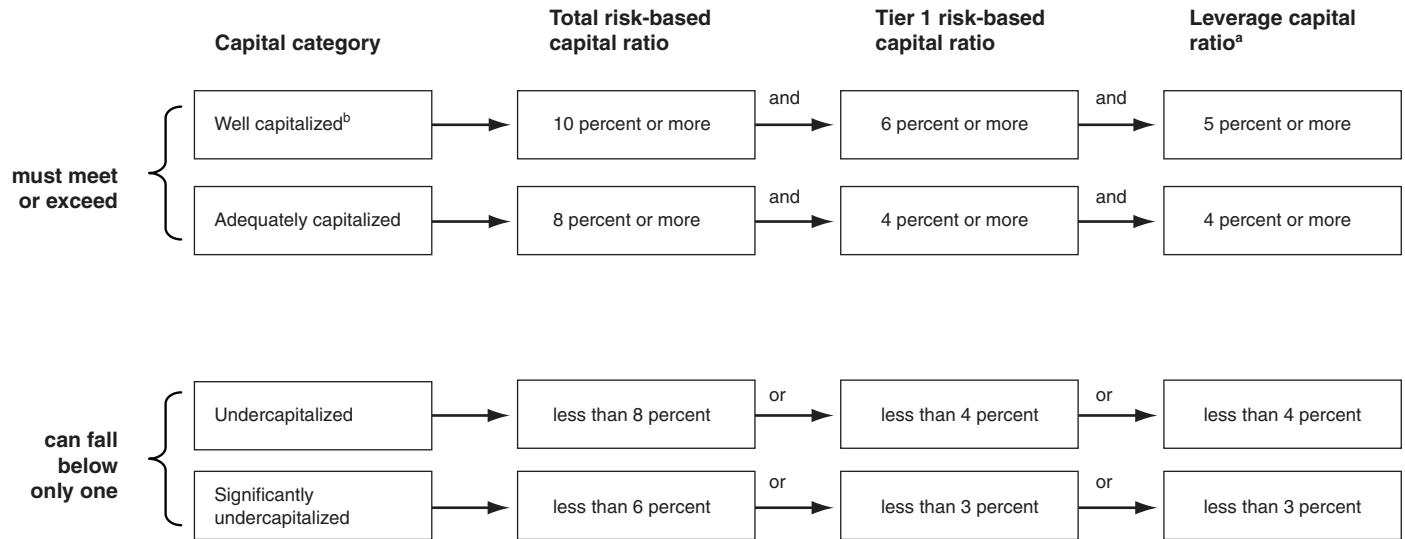 Capital category
Total risk-based
capital ratio
Tier 1 risk-based
capital ratio
Leverage capital
ratioᵃ
must meet
or exceed
Well capitalizedᵇ
10 percent or more
and
6 percent or more
and
5 percent or more
Adequately capitalized
8 percent or more
and
4 percent or more
and
4 percent or more
can fall
below
only one
Undercapitalized
less than 8 percent
or
less than 4 percent
or
less than 4 percent
Significantly
undercapitalized
less than 6 percent
or
less than 3 percent
or
less than 3 percent